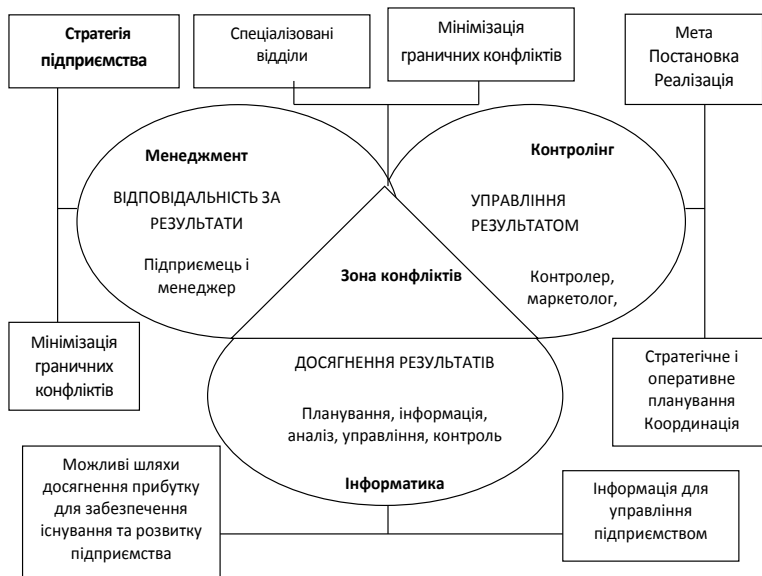 Стратегія
підприємства
Спеціалізовані
відділи
Мінімізація
граничних конфліктів
Мета
Постановка
Реалізація
Менеджмент
ВІДПОВІДАЛЬНІСТЬ ЗА
РЕЗУЛЬТАТИ
Підприємець і
менеджер
Контролінг
УПРАВЛІННЯ
РЕЗУЛЬТАТОМ
Контролер,
маркетолог,
Зона конфліктів
Мінімізація
граничних
конфліктів
ДОСЯГНЕННЯ РЕЗУЛЬТАТІВ
Планування, інформація,
аналіз, управління, контроль
Інформатика
Стратегічне і
оперативне
планування
Координація
Можливі шляхи
досягнення прибутку
для забезпечення
існування та розвитку
підприємства
Інформація для
управління
підприємством